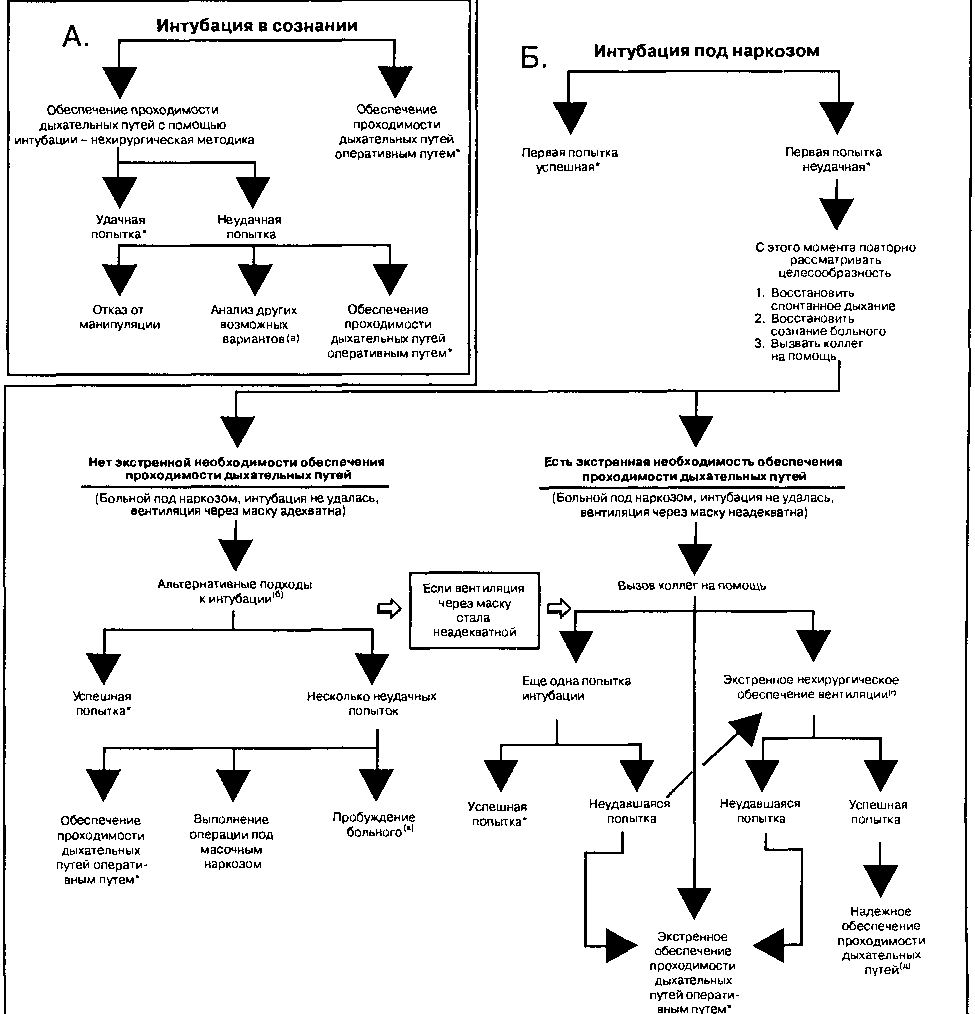 А.
Интубация в сознании
Обеспечение проходимости
дыхательных путей с помощью
интубации – нехирургическая методика
Обеспечение
проходимости
дыхательных путей
оперативным путем*
Удачная
попытка*
Неудачная
попытка
Отказ от
манипуляции
Анализ других
возможных
вариантов(а)
Обеспечение
проходимости
дыхательных путей
оперативным путем*
Б.
Интубация под наркозом
Первая попытка
успешная*
Первая попытка
неудачная*
С этого момента повторно
рассматривать
целесообразность
1. Восстановить
спонтанное дыхание
2. Восстановить
сознание больного
3. Вызвать коллег
на помощь
Нет экстренной необходимости обеспечения
проходимости дыхательных путей
(Больной под наркозом, интубация не удалась,
вентиляция через маску адекватна)
Альтернативные подходы
к интубации(б)
Если вентиляция
через маску
стала
неадекватной
Успешная
попытка*
Несколько неудачных
попыток
Обеспечение
проходимости
дыхательных
путей операти-
вным путем*
Выполнение
операции под
масочным
наркозом
Пробуждение
больного(в)
Есть экстренная необходимость обеспечения
проходимости дыхательных путей
(Больной под наркозом, интубация не удалась,
вентиляция через маску неадекватна)
Вызов коллег на помощь
Еще одна попытка
интубации
Экстренное нехирургическое
обеспечение вентиляции(г)
Успешная
попытка*
Неудавшаяся
попытка
Неудавшаяся
попытка
Успешная
попытка
Экстренное
обеспечение
проходимости
дыхательных
путей операти-
вным путем*
Надежное
обеспечение
проходимости
дыхательных
путей(д)